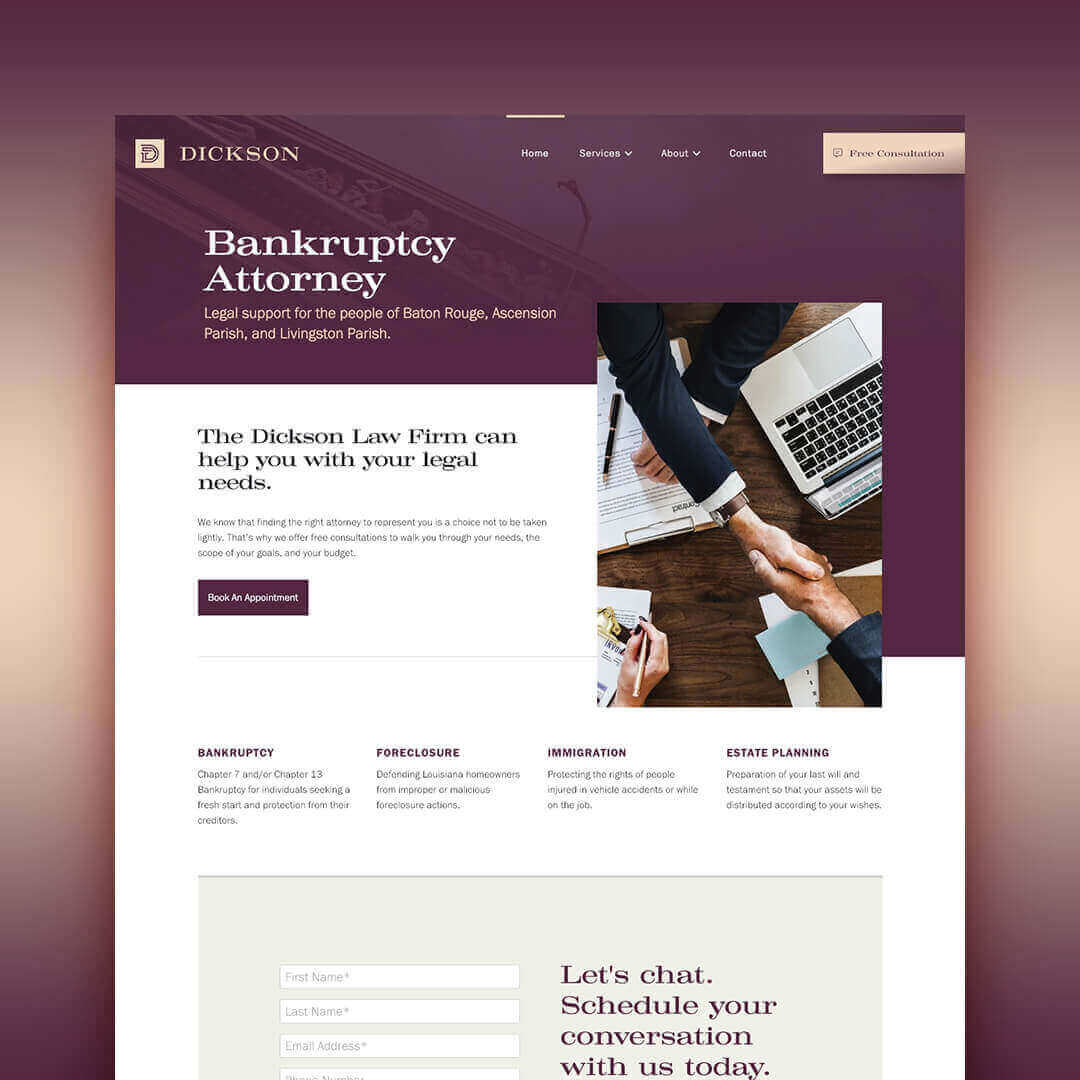 DICKSON
Home
Services
About
Contact
Free Consultation
Bankruptcy
Attorney
Legal support for the people of Baton Rouge, Ascension
Parish, and Livingston Parish.
The Dickson Law Firm can
help you with your legal
needs.
We know that finding the right attorney to represent you is a choice not to be taken
lightly. That's why we offer free consultations to walk you through your needs, the
scope of your goals, and your budget.
Book An Appointment
Contract
BANKRUPTCY
Chapter 7 and/or Chapter 13
Bankruptcy for individuals seeking a
fresh start and protection from their
creditors.
FORECLOSURE
Defending Louisiana homeowners
from improper or malicious
foreclosure actions.
IMMIGRATION
Protecting the rights of people
injured in vehicle accidents or while
on the job.
ESTATE PLANNING
Preparation of your last will and
testament so that your assets will be
distributed according to your wishes.
First Name*
Last Name*
Email Address*
Phone Number
Let's chat.
Schedule your
conversation
with us today.